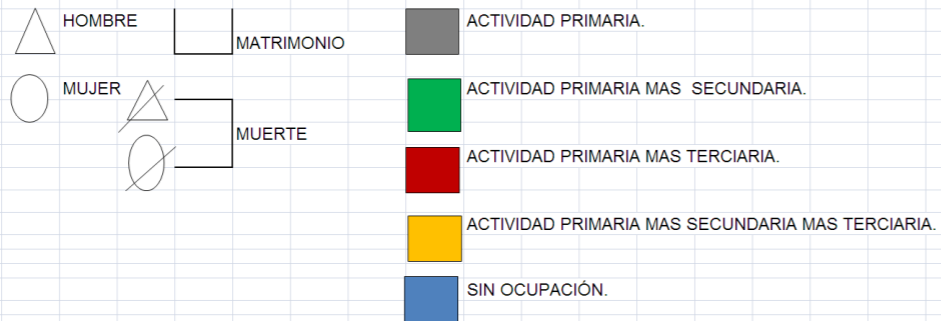 HOMBRE
MATRIMONIO
MUJER
MUERTE
ACTIVIDAD PRIMARIA.
ACTIVIDAD PRIMARIA MAS SECUNDARIA.
ACTIVIDAD PRIMARIA MAS TERCIARIA.
ACTIVIDAD PRIMARIA MAS SECUNDARIA MAS TERCIARIA.
SIN OCUPACIÓN.